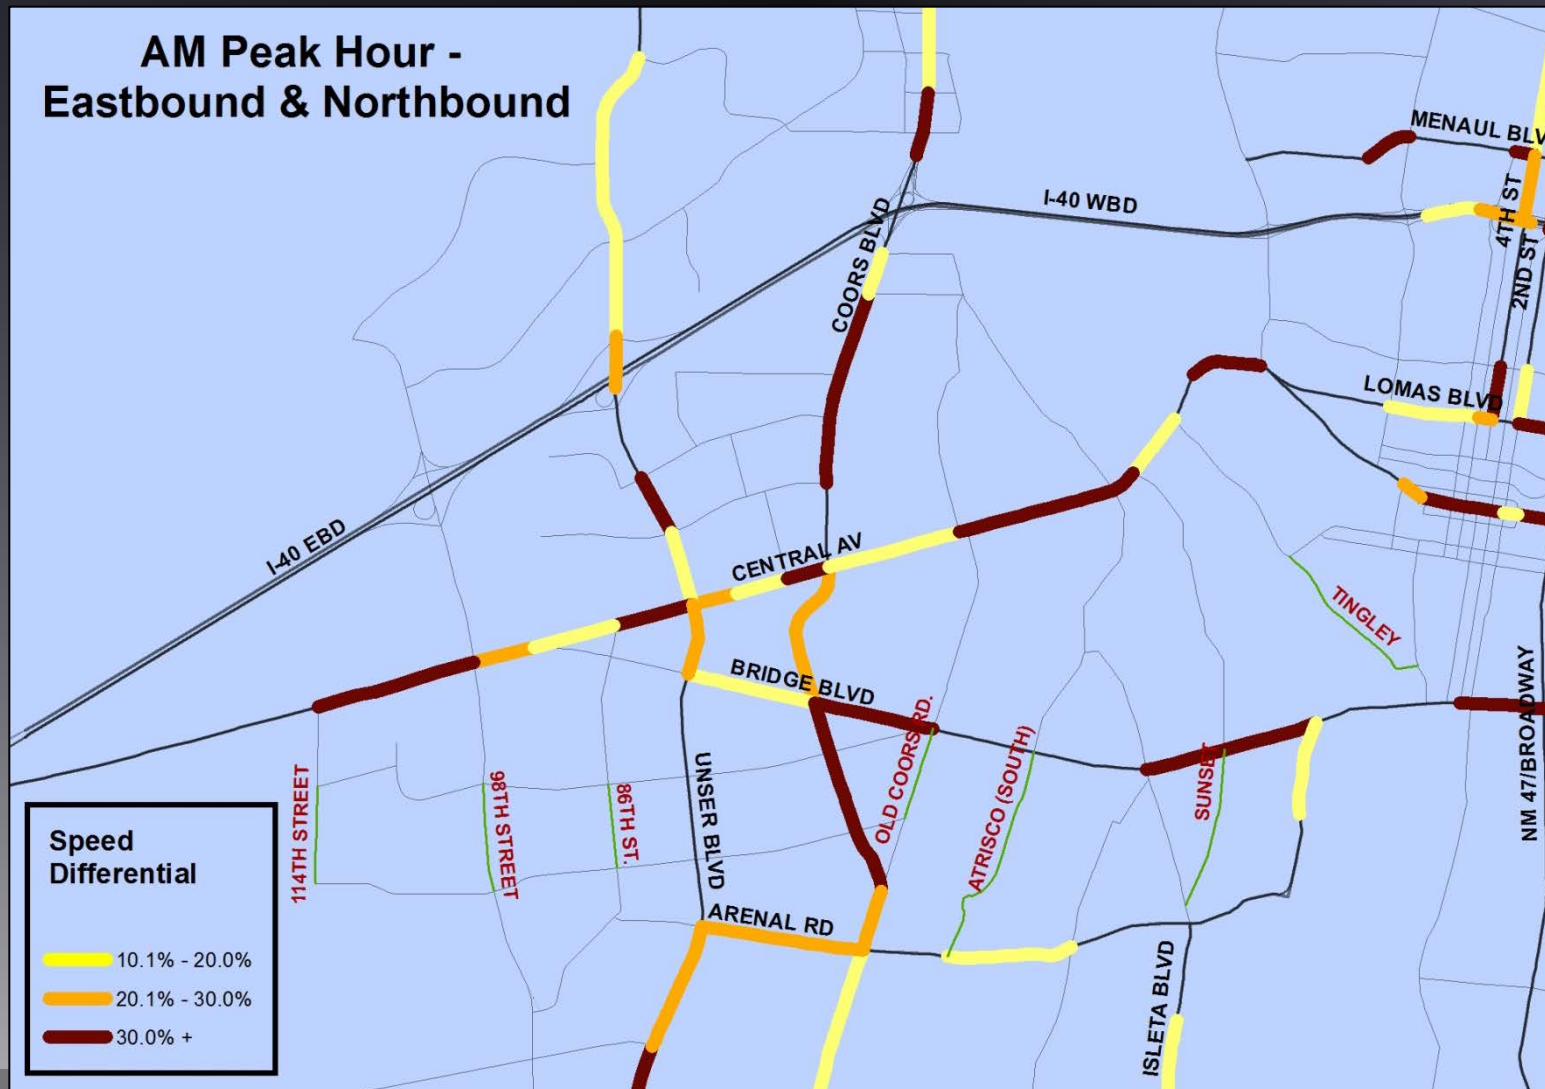 AM Peak Hour -
Eastbound & Northbound
MENAUL BLV
I-40 WBD
4TH ST
2ND ST
COORS BLVD
LOMAS BLVD
I-40 EBD
CENTRAL AV
TINGLEY
BRIDGE BLVD
NM 47/BROADWAY
OLD COORS RD.
ATRISCO (SOUTH)
SUNSET
UNSER BLVD
114TH STREET
98TH STREET
86TH ST.
ARENAL RD
ISLETA BLVD
Speed
Differential
10.1% - 20.0%
20.1% - 30.0%
30.0% +